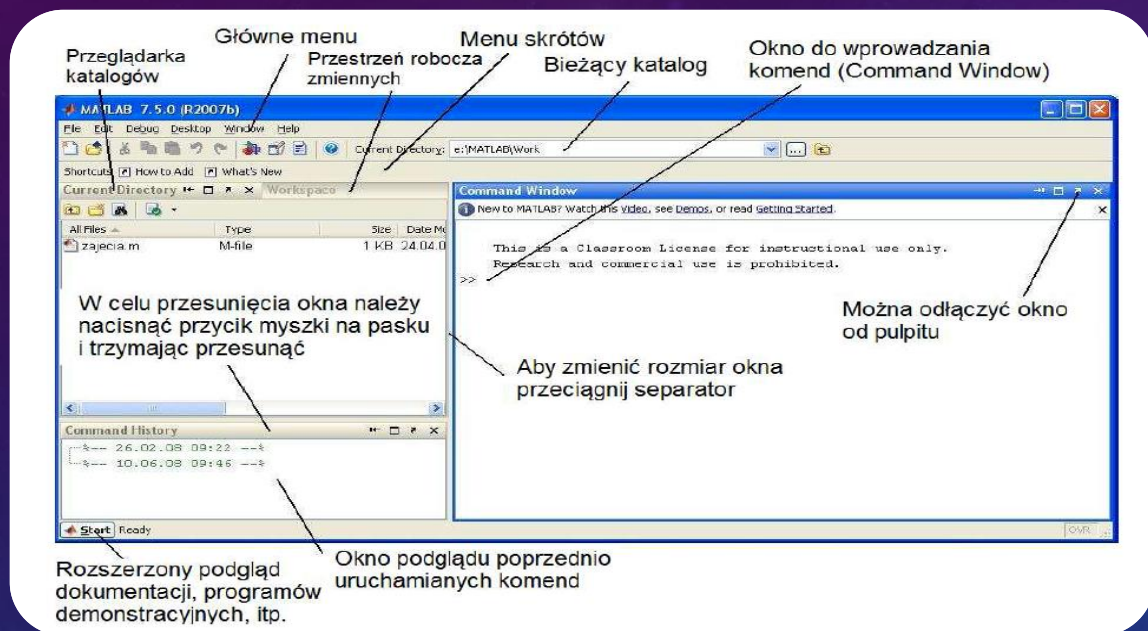 Główne menu
Menu skrótów
Okno do wprowadzania
komend (Command Window)
Przeglądarka
katalogów
Przestrzeń robocza
zmiennych
Bieżący katalog
MATLAB 7.5.0 (R2007b)
File Edit Debug Desktop Window Help
Current Directory: e:\MATLAB\Work
Shortcuts How to Add What's New
Current Directory Workspace
Command Window
New to MATLAB? Watch this Video, see Demos, or read Getting Started.
All Files Type Size Date Mo
zajecia.m M-file 1 KB 24.04.0
This is a Classroom License for instructional use only.
Research and commercial use is prohibited.
>>
W celu przesunięcia okna należy
nacisnąć przycik myszki na pasku
i trzymając przesunąć
Można odłączyć okno
od pulpitu
Aby zmienić rozmiar okna
przeciągnij separator
Command History
%-- 26.02.08 09:22 --%
%-- 10.06.08 09:46 --%
Start Ready
OVR
Rozszerzony podgląd
dokumentacji, programów
demonstracyjnych, itp.
Okno podglądu poprzednio
uruchamianych komend